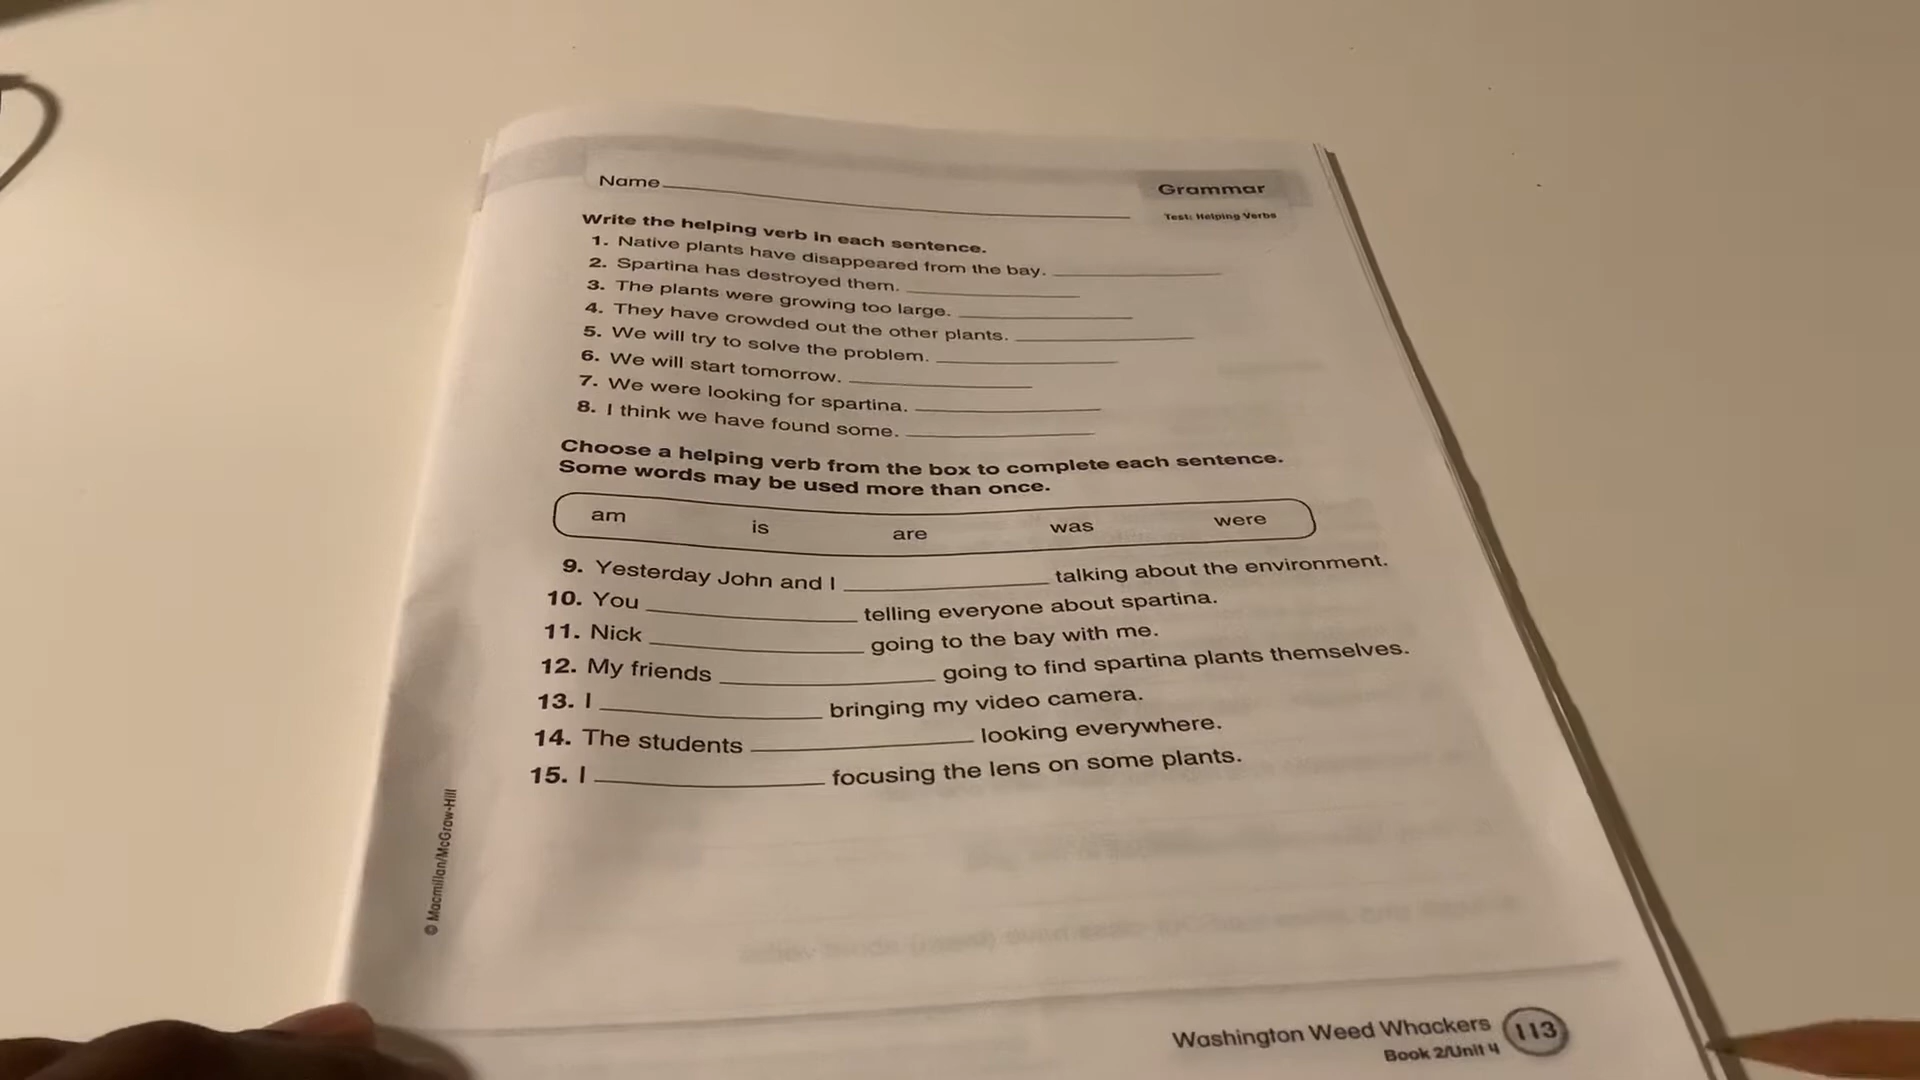 Name
Grammar
Test: Helping Verbs
Write the helping verb in each sentence.
1. Native plants have disappeared from the bay.
2. Spartina has destroyed them.
3. The plants were growing too large.
4. They have crowded out the other plants.
5. We will try to solve the problem.
6. We will start tomorrow.
7. We were looking for spartina.
8. I think we have found some.
Choose a helping verb from the box to complete each sentence.
Some words may be used more than once.
am is are was were
9. Yesterday John and I ____________ talking about the environment.
10. You ____________ telling everyone about spartina.
11. Nick ____________ going to the bay with me.
12. My friends ____________ going to find spartina plants themselves.
13. I ____________ bringing my video camera.
14. The students ____________ looking everywhere.
15. I ____________ focusing the lens on some plants.
© Macmillan/McGraw-Hill
Washington Weed Whackers
Book 2/Unit 4
113